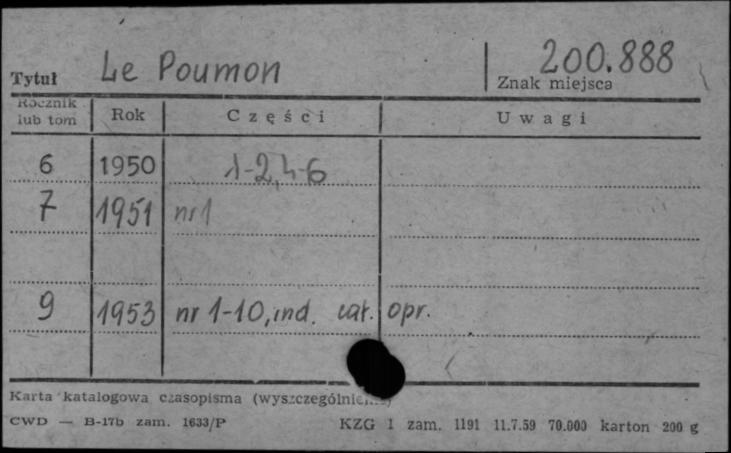 Tytuł Le Poumon 200.888
Znak miejsca
Rocznik lub tom Rok Części Uwagi
6 1950 1-2,4-6
7 1951 nr 1
9 1953 nr 1-10, ind. cał. opr.
Karta katalogowa czasopisma
CWD — B-17b zam. 1633/P KZG 1 zam. 1191 11.7.59 70.000 karton 200 g